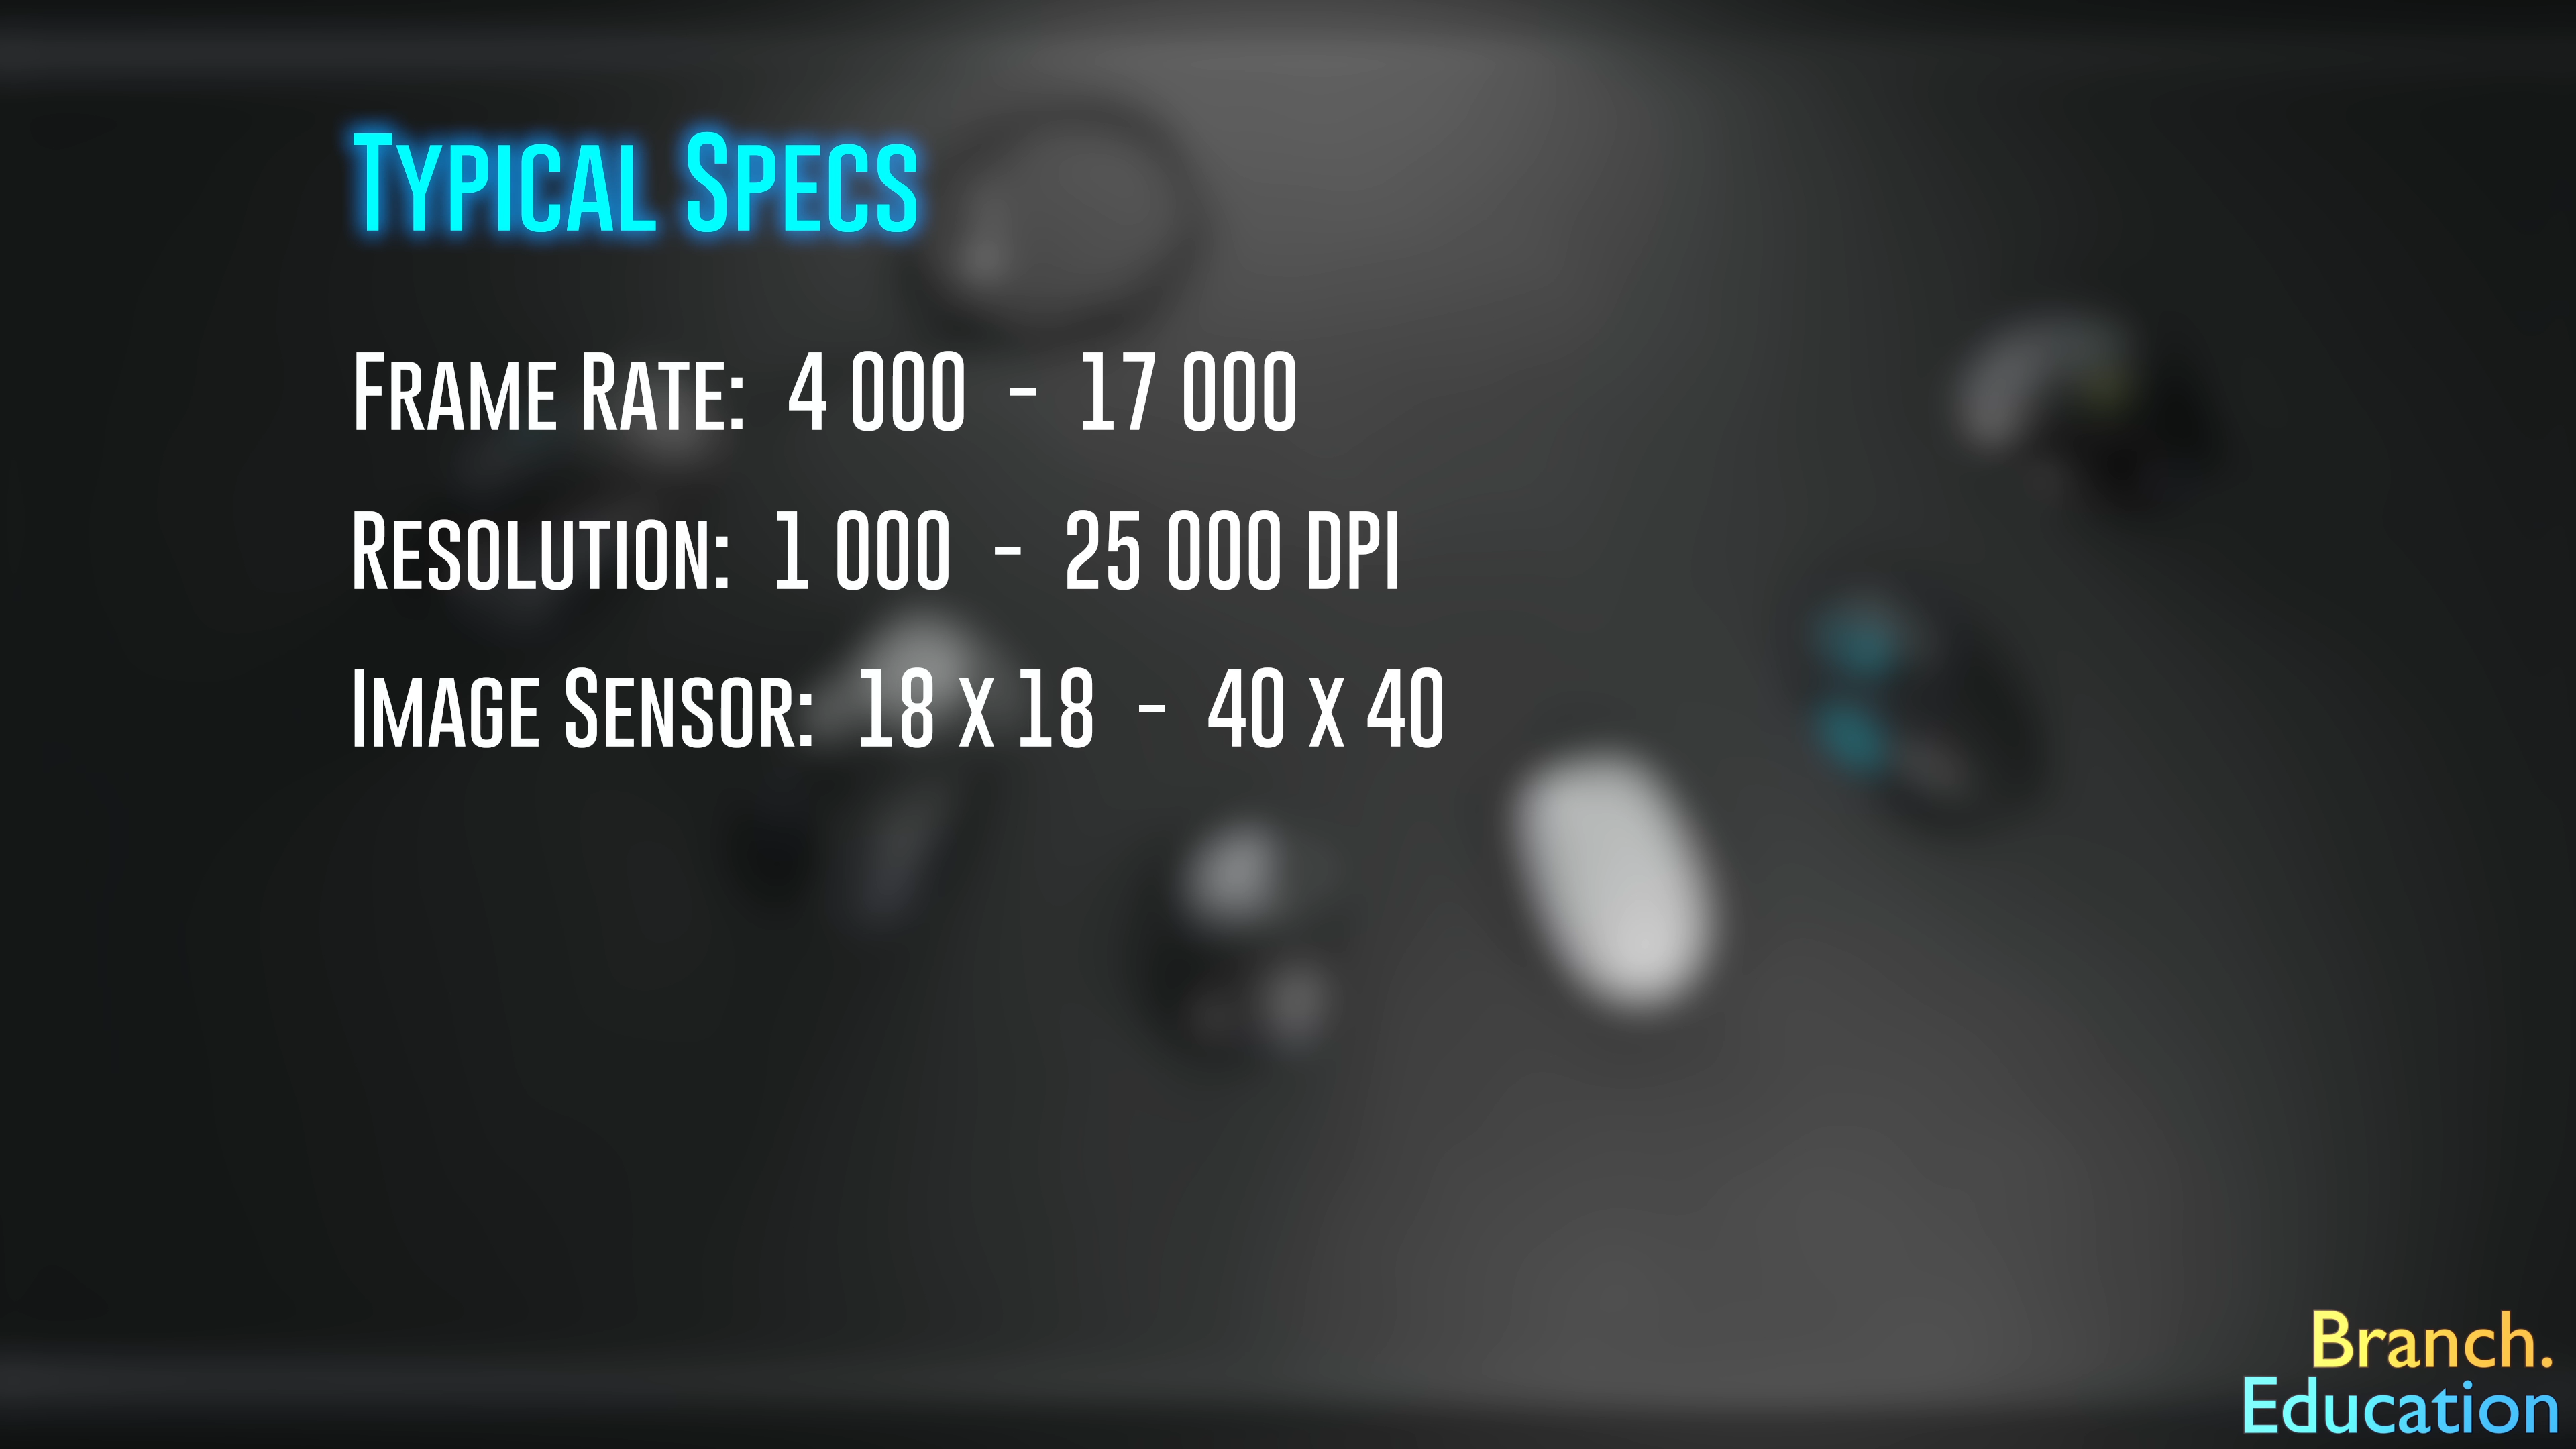 Typical Specs
Frame Rate: 4 000 - 17 000
Resolution: 1 000 - 25 000 DPI
Image Sensor: 18 x 18 - 40 x 40
Branch.
Education